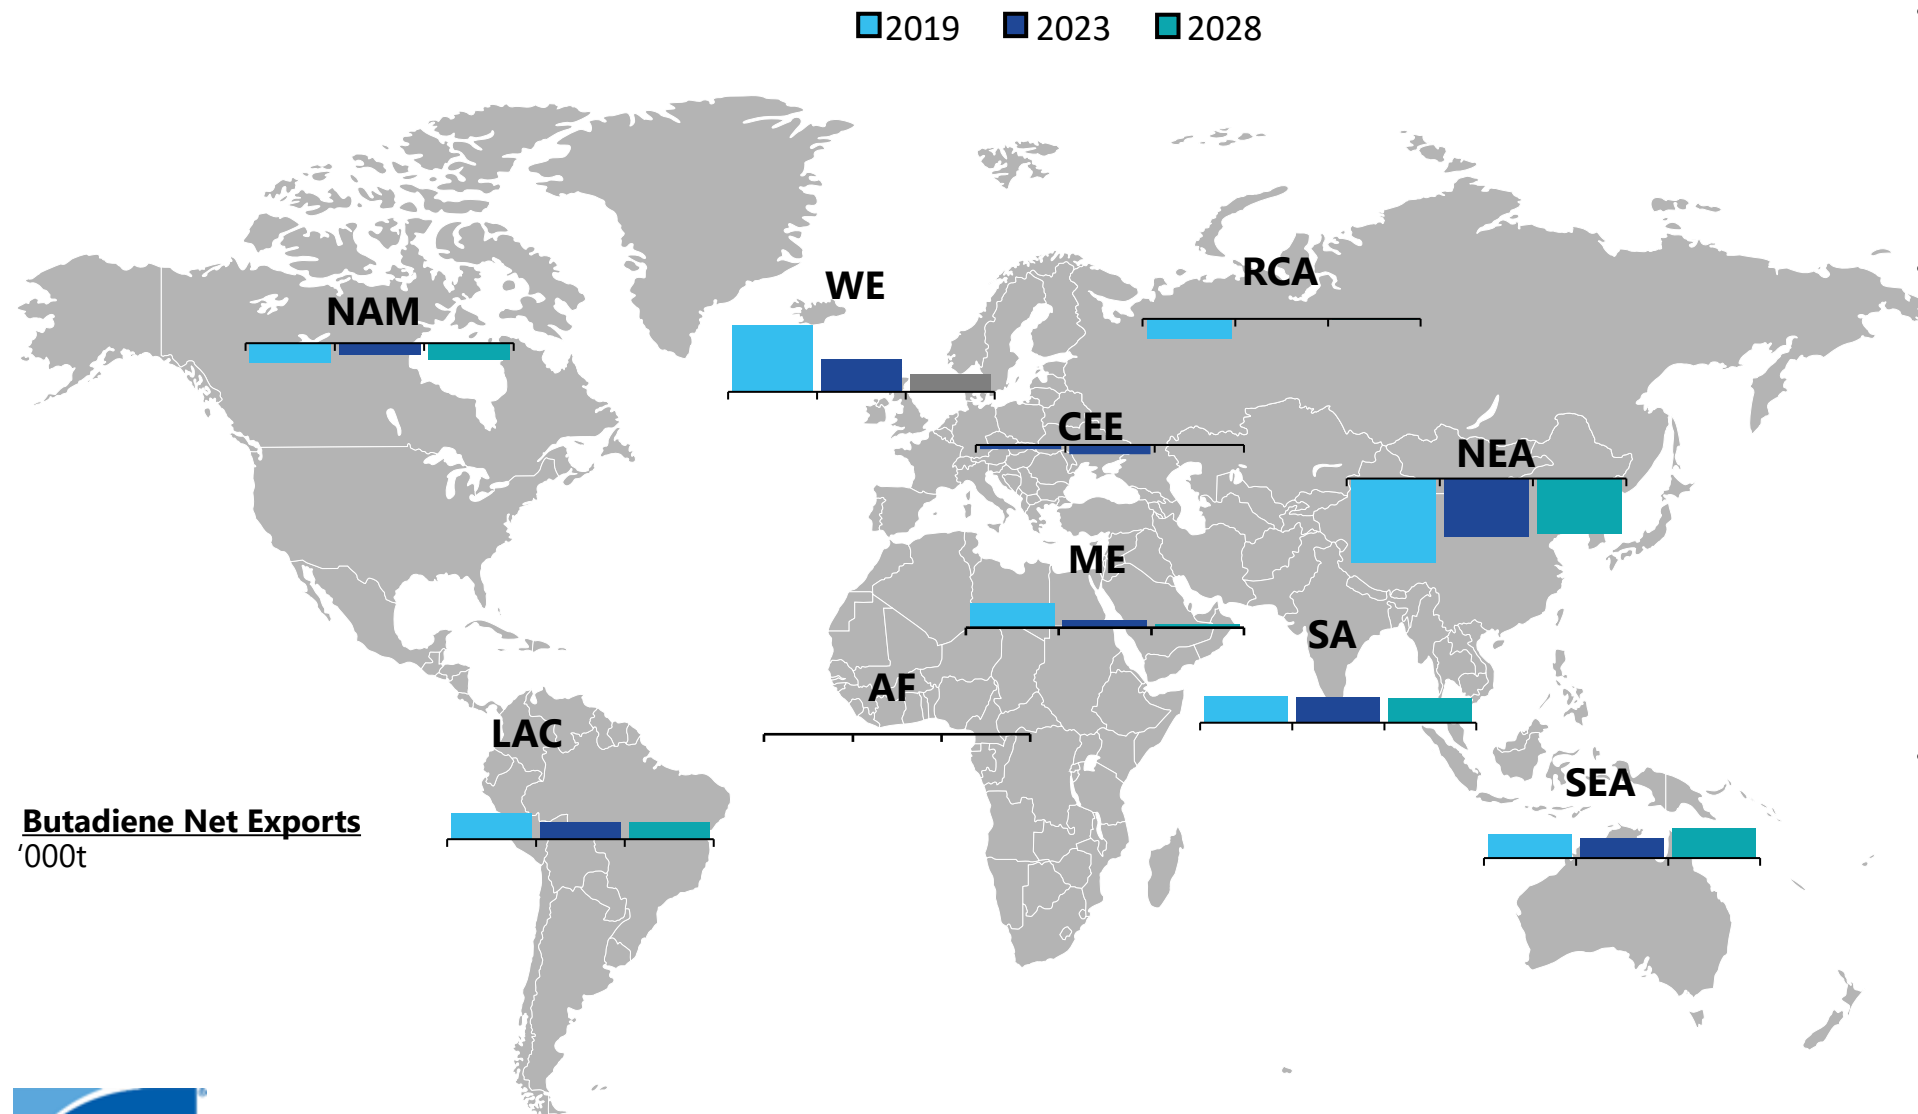 2019 2023 2028
RCA
WE
NAM
CEE
NEA
ME
SA
AF
LAC
SEA
Butadiene Net Exports
‘000t